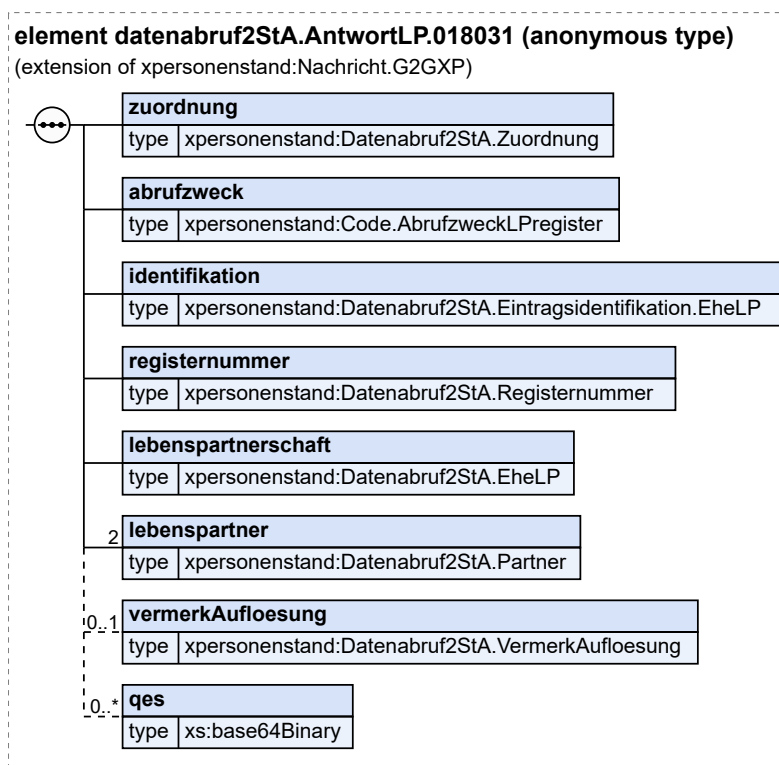 element datenabruf2StA.AntwortLP.018031 (anonymous type)
(extension of xpersonenstand:Nachricht.G2GXP)
zuordnung
type xpersonenstand:Datenabruf2StA.Zuordnung
abrufzweck
type xpersonenstand:Code.AbrufzweckLPregister
identifikation
type xpersonenstand:Datenabruf2StA.Eintragsidentifikation.EheLP
registernummer
type xpersonenstand:Datenabruf2StA.Registernummer
lebenspartnerschaft
type xpersonenstand:Datenabruf2StA.EheLP
2 lebenspartner
type xpersonenstand:Datenabruf2StA.Partner
0..1 vermerkAufloesung
type xpersonenstand:Datenabruf2StA.VermerkAufloesung
0..* qes
type xs:base64Binary